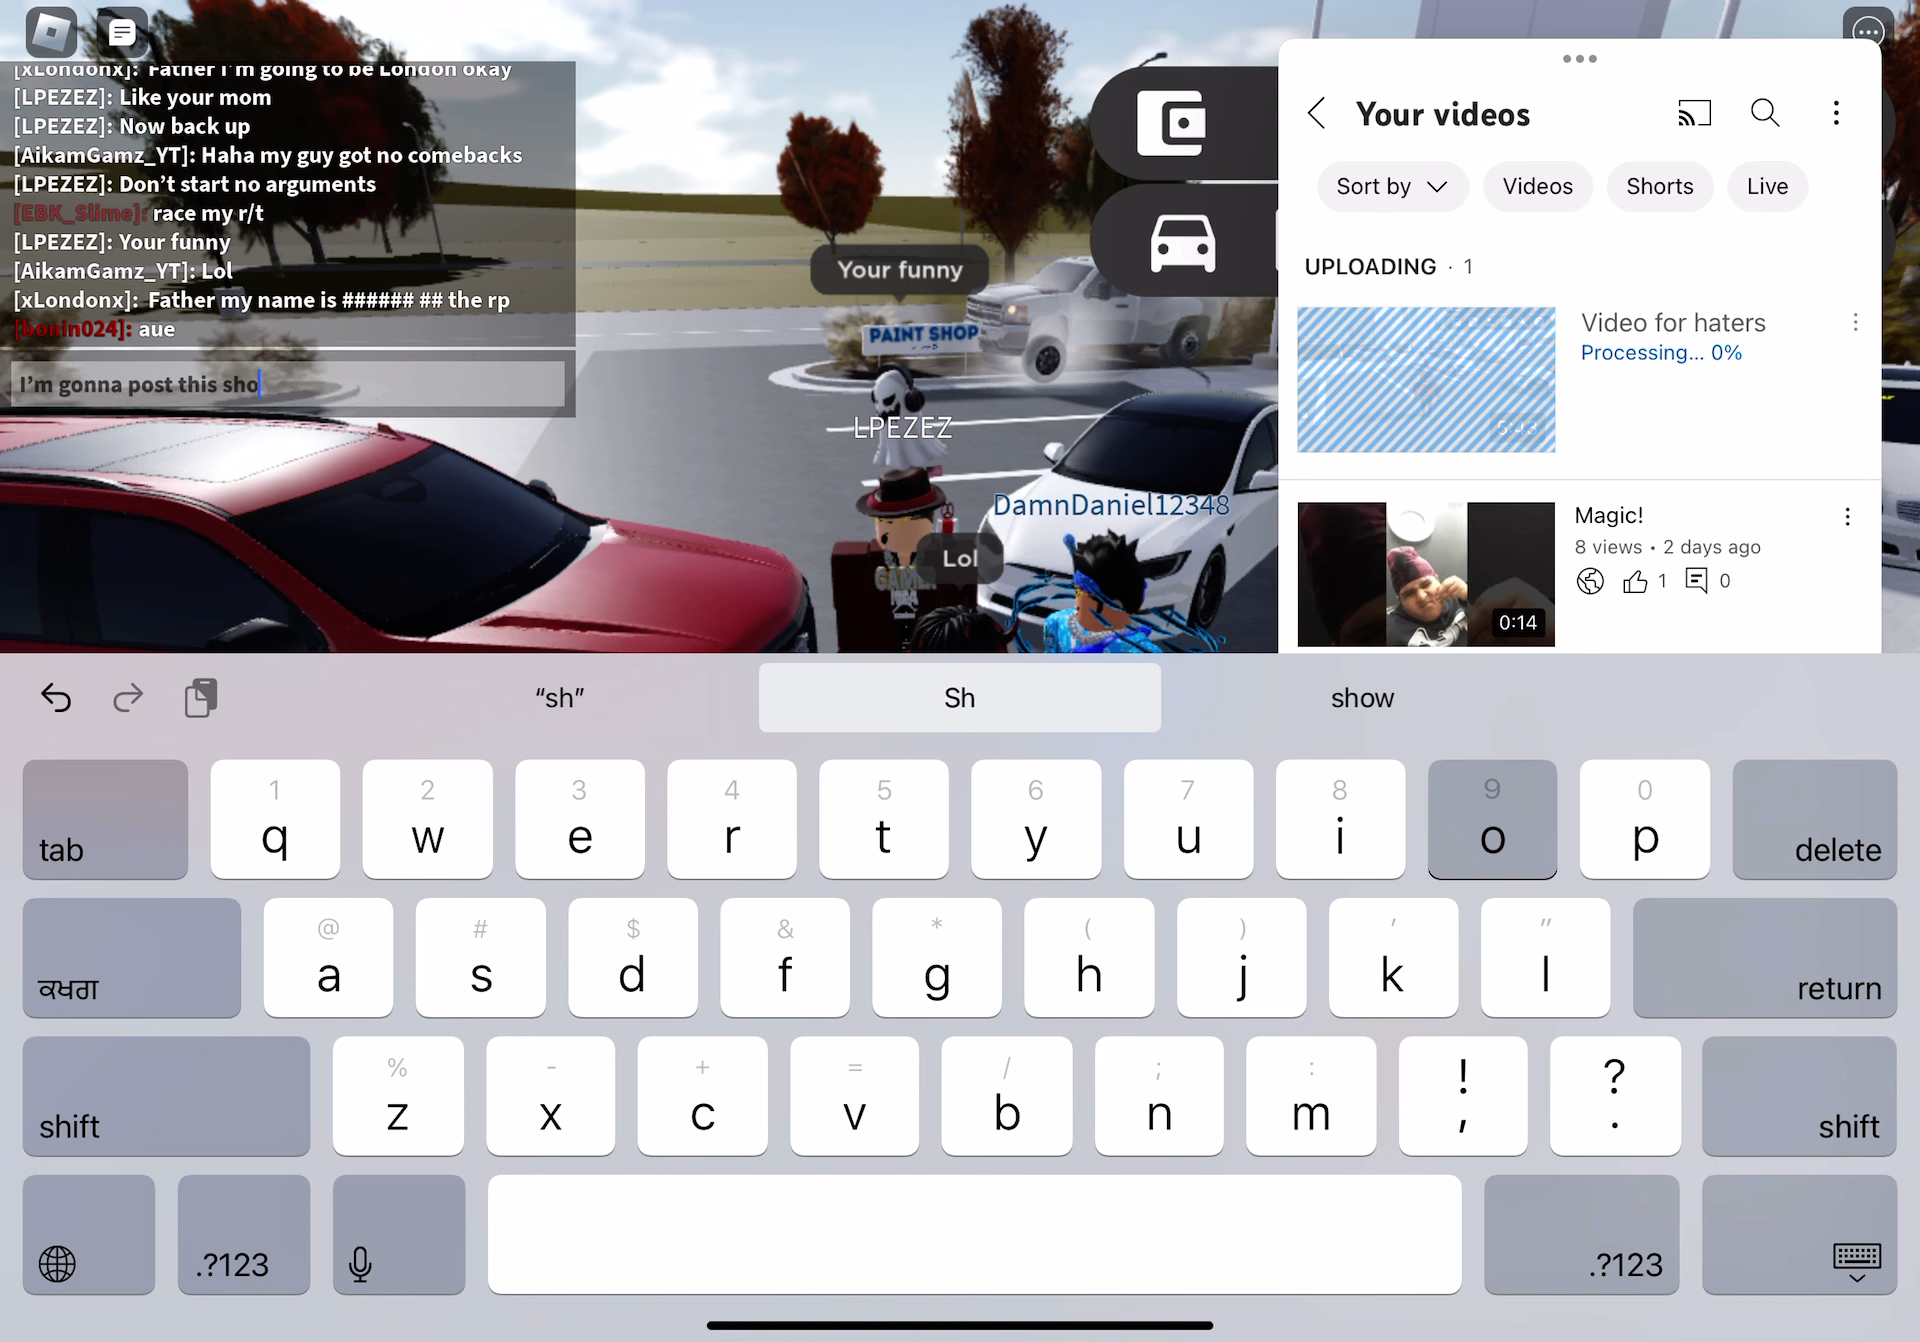 [xLondonx]: Father I'm going to be London okay
[LPEZEZ]: Like your mom
[LPEZEZ]: Now back up
[AikamGamz_YT]: Haha my guy got no comebacks
[LPEZEZ]: Don't start no arguments
[EBK_Slime]: race my r/t
[LPEZEZ]: Your funny
[AikamGamz_YT]: Lol
[xLondonx]: Father my name is ###### ## the rp
[bonin024]: aue
I'm gonna post this sho
Your funny
PAINT SHOP
LPEZEZ
DamnDaniel12348
Lol
Your videos
Sort by
Videos
Shorts
Live
UPLOADING · 1
Video for haters
Processing... 0%
5:43
Magic!
8 views • 2 days ago
1
0
0:14
“sh”
Sh
show
tab
1 q
2 w
3 e
4 r
5 t
6 y
7 u
8 i
9 o
0 p
delete
ਕਖਗ
@ a
# s
$ d
& f
* g
( h
) j
' k
" l
return
shift
% z
- x
+ c
= v
/ b
; n
: m
! ,
? .
shift
.?123
.?123